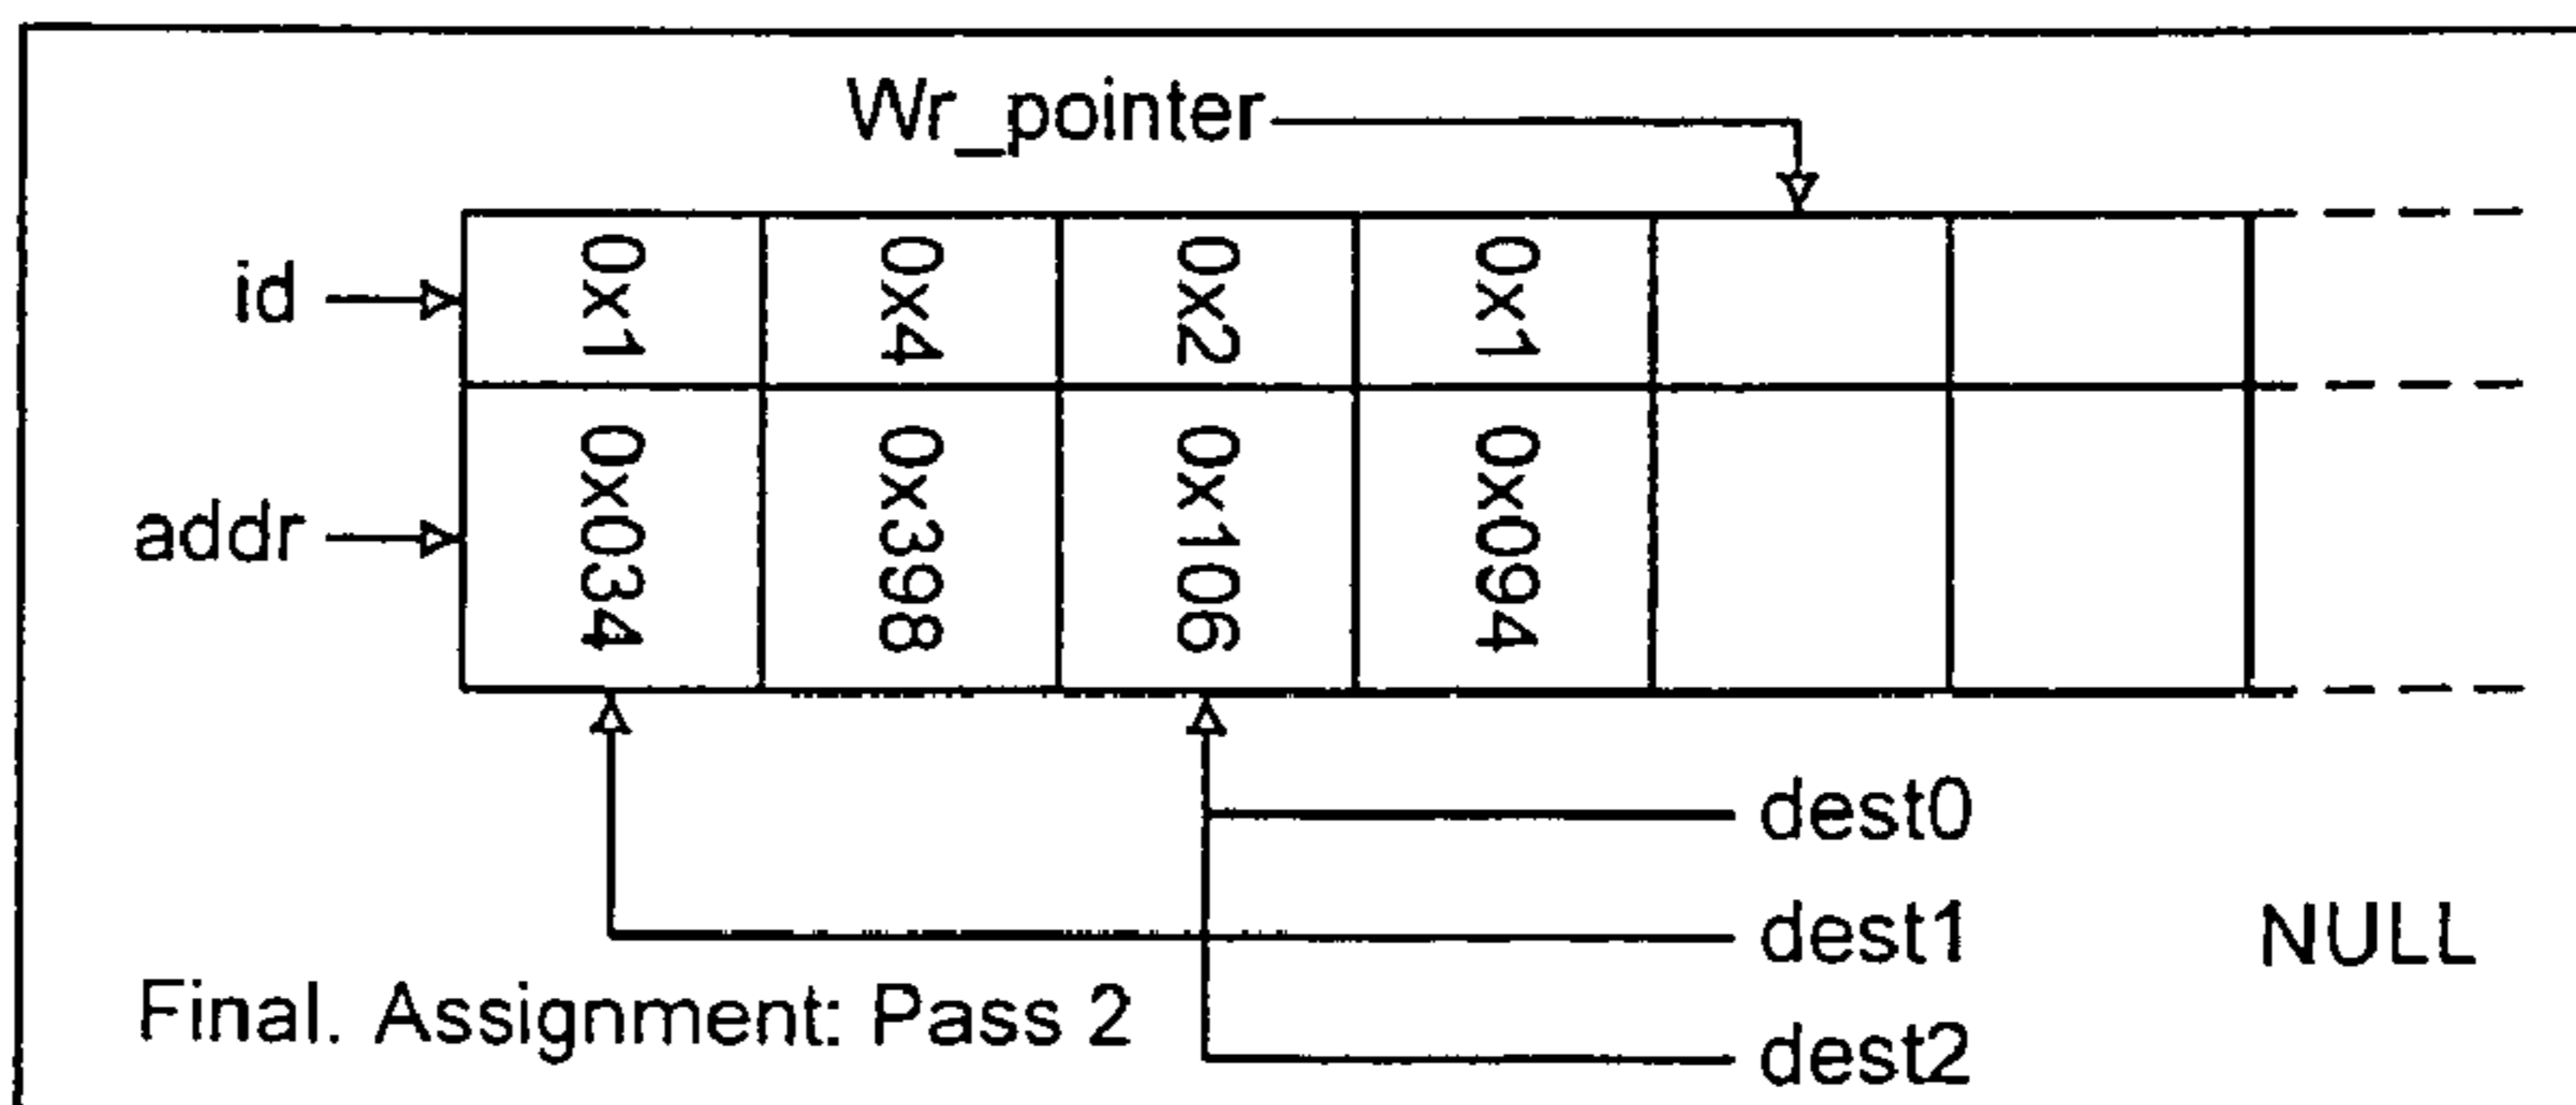 Wr_pointer
id 0x1 0x4 0x2 0x1
addr 0x034 0x398 0x106 0x094
dest0
dest1 NULL
Final. Assignment: Pass 2
dest2